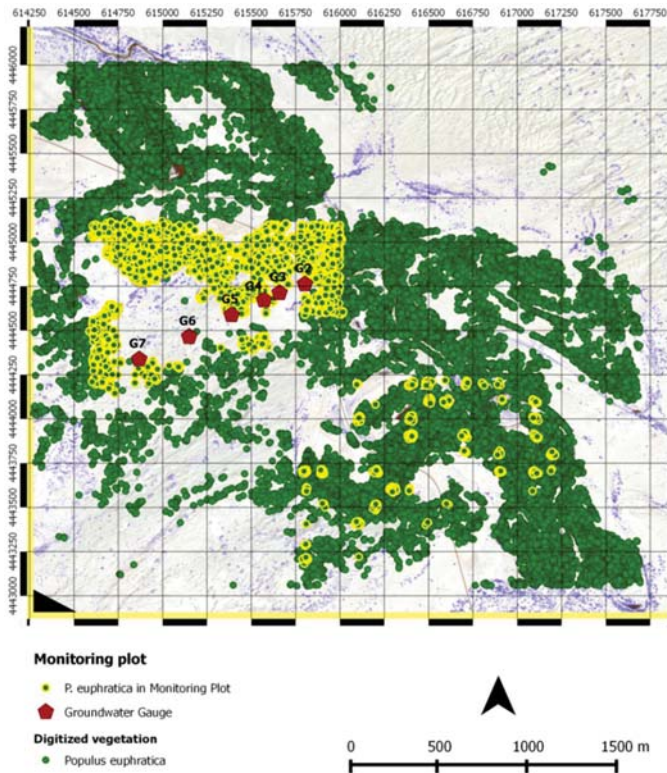 614250 614500 614750 615000 615250 615500 615750 616000 616250 616500 616750 617000 617250 617500 617750
4446000
4445750
4445500
4445250
4445000
4444750
4444500
4444250
4444000
4443750
4443500
4443250
4443000
G2
G3
G4
G5
G6
G7
Monitoring plot
P. euphratica in Monitoring Plot
Groundwater Gauge
Digitized vegetation
Populus euphratica
0 500 1000 1500 m